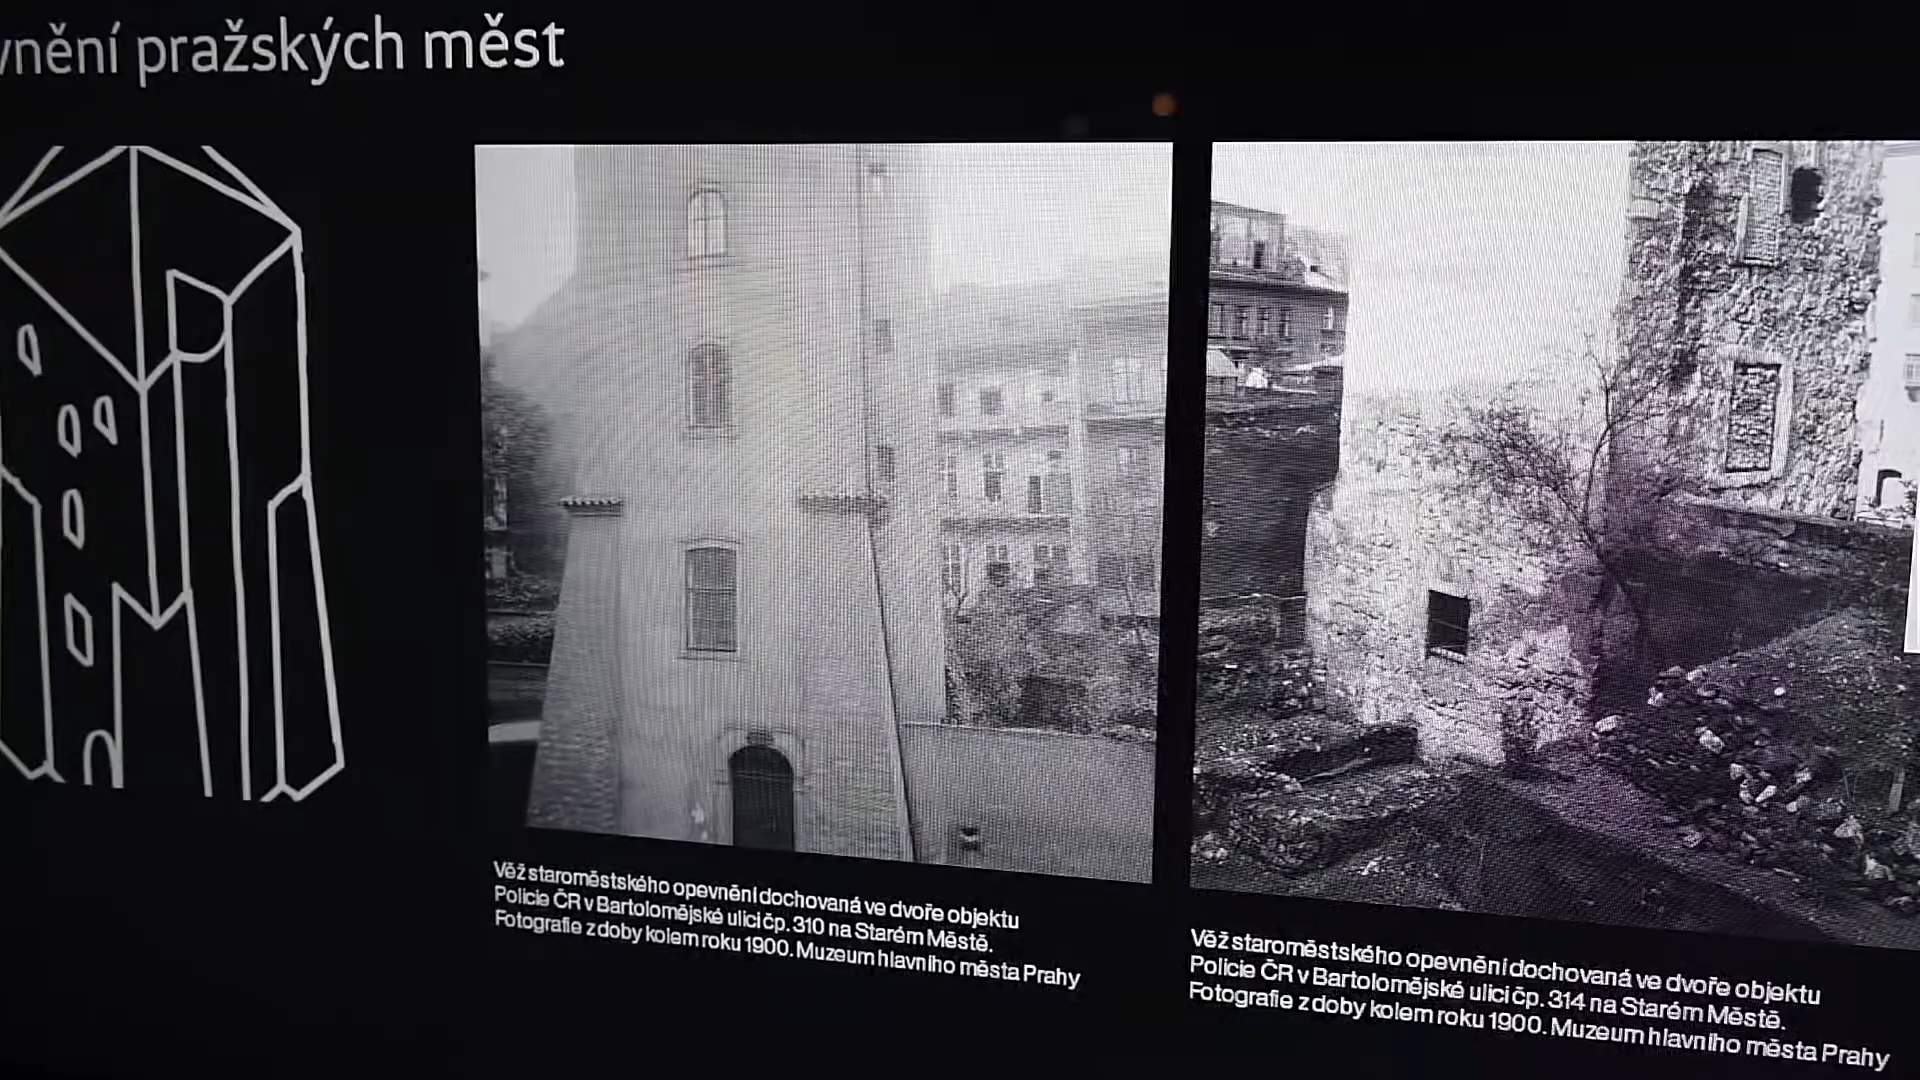 vnění pražských měst
Věž staroměstského opevnění dochovaná ve dvoře objektu
Policie ČR v Bartolomějské ulici čp. 310 na Starém Městě.
Fotografie z doby kolem roku 1900. Muzeum hlavního města Prahy
Věž staroměstského opevnění dochovaná ve dvoře objektu
Policie ČR v Bartolomějské ulici čp. 314 na Starém Městě.
Fotografie z doby kolem roku 1900. Muzeum hlavního města Prahy